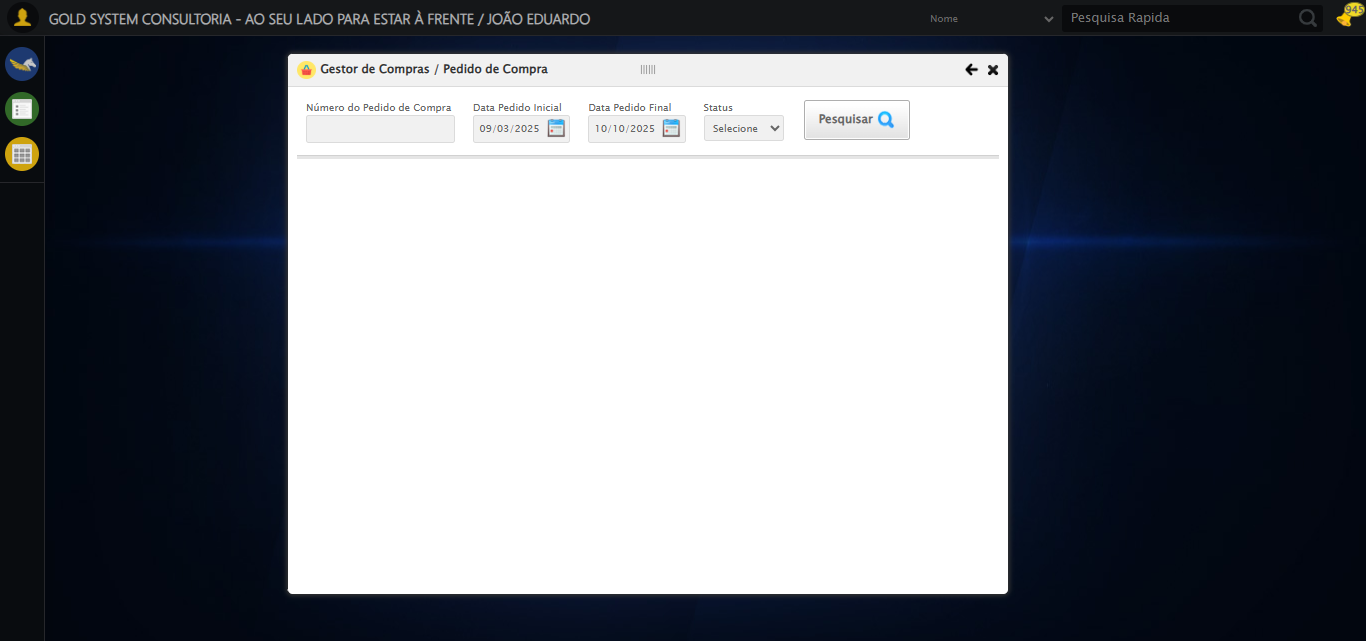 GOLD SYSTEM CONSULTORIA - AO SEU LADO PARA ESTAR À FRENTE / JOÃO EDUARDO
Nome
Pesquisa Rapida
945
Gestor de Compras / Pedido de Compra
Número do Pedido de Compra
Data Pedido Inicial
Data Pedido Final
Status
09/03/2025
10/10/2025
Selecione
Pesquisar